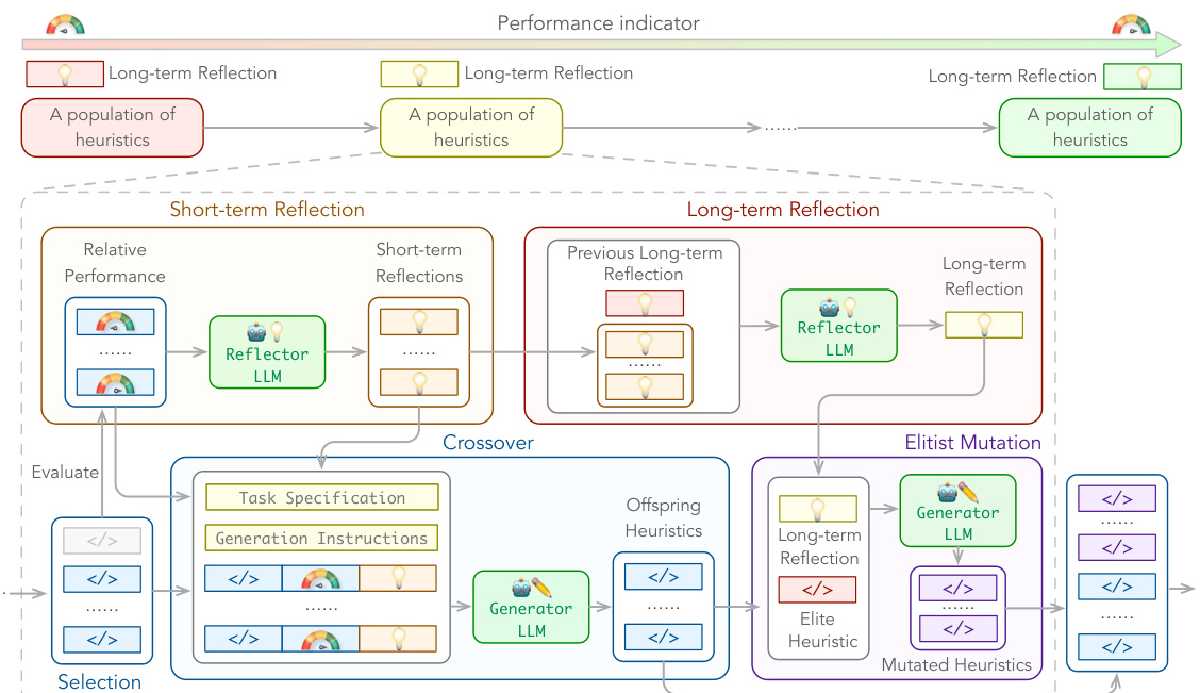 Performance indicator
Long-term Reflection
Long-term Reflection
Long-term Reflection
A population of
heuristics
A population of
heuristics
......
A population of
heuristics
Short-term Reflection
Long-term Reflection
Relative
Performance
......
Reflector
LLM
Short-term
Reflections
......
Previous Long-term
Reflection
......
Reflector
LLM
Long-term
Reflection
Evaluate
Crossover
Elitist Mutation
</>
</>
......
</>
Selection
Task Specification
Generation Instructions
</>
......
</>
Generator
LLM
Offspring
Heuristics
</>
......
</>
Long-term
Reflection
</>
Elite
Heuristic
Generator
LLM
</>
......
</>
Mutated Heuristics
</>
......
</>
</>
......
</>